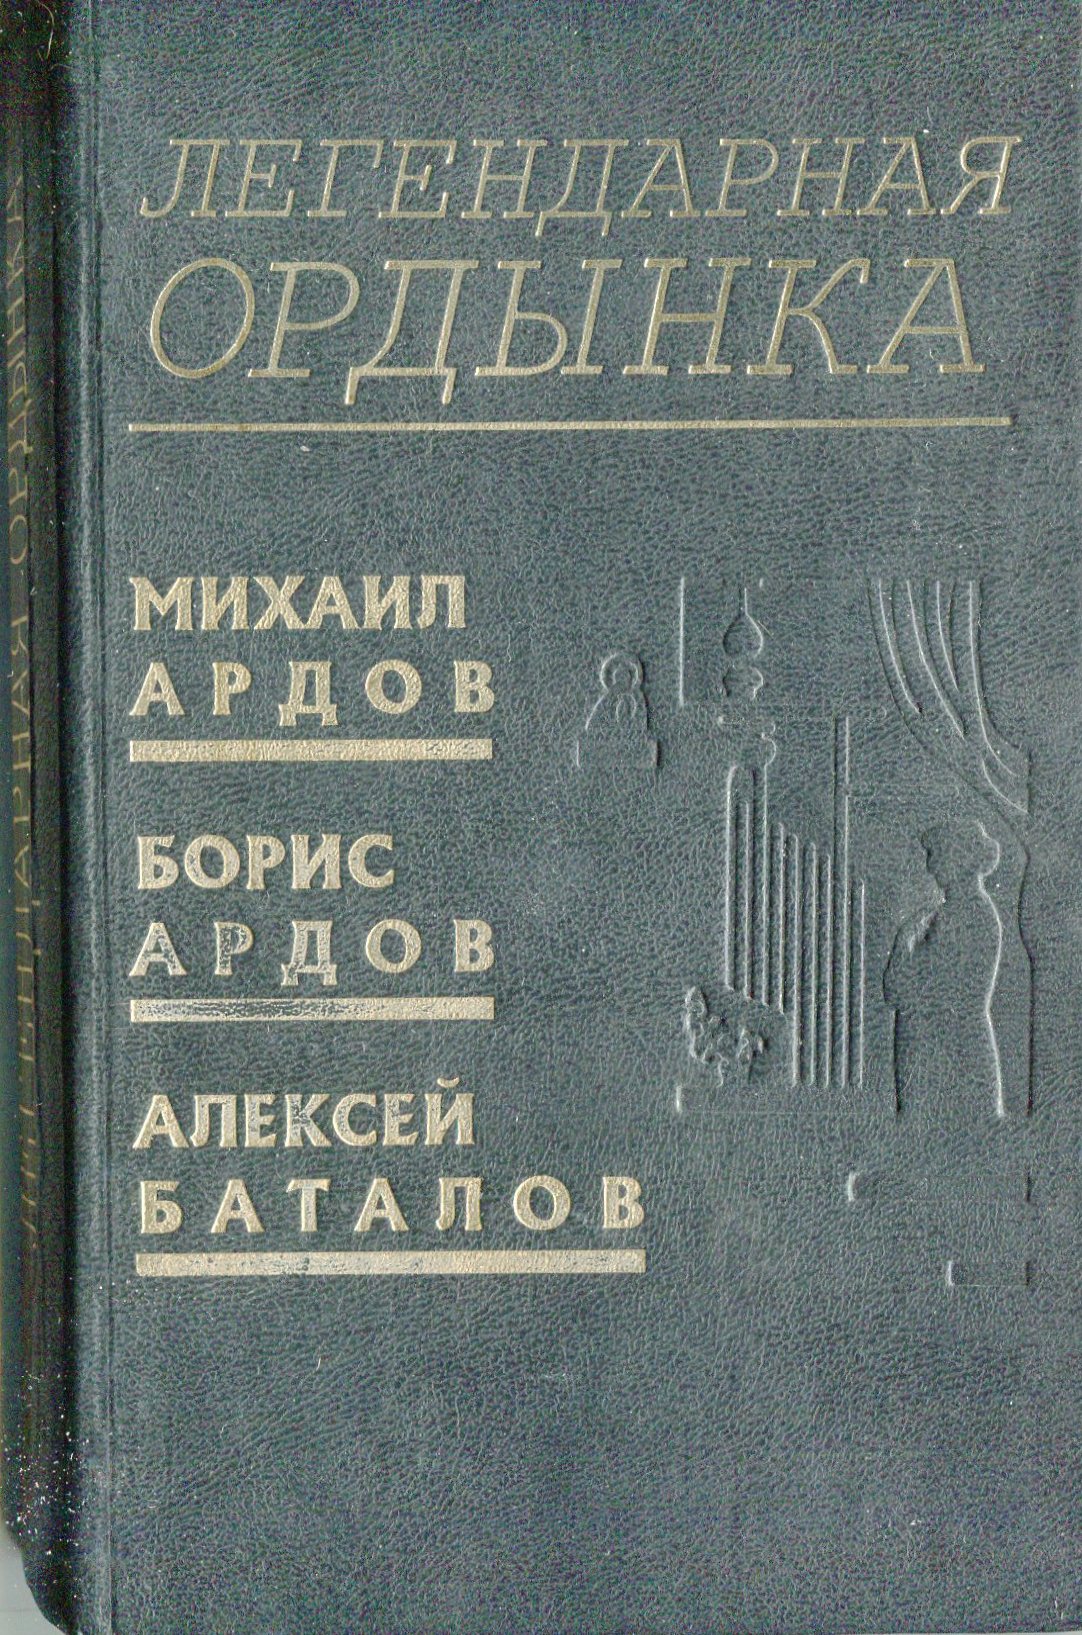 ЛЕГЕНДАРНАЯ
ОРДЫНКА
МИХАИЛ
АРДОВ
БОРИС
АРДОВ
АЛЕКСЕЙ
БАТАЛОВ
ЛЕГЕНДАРНАЯ ОРДЫНКА